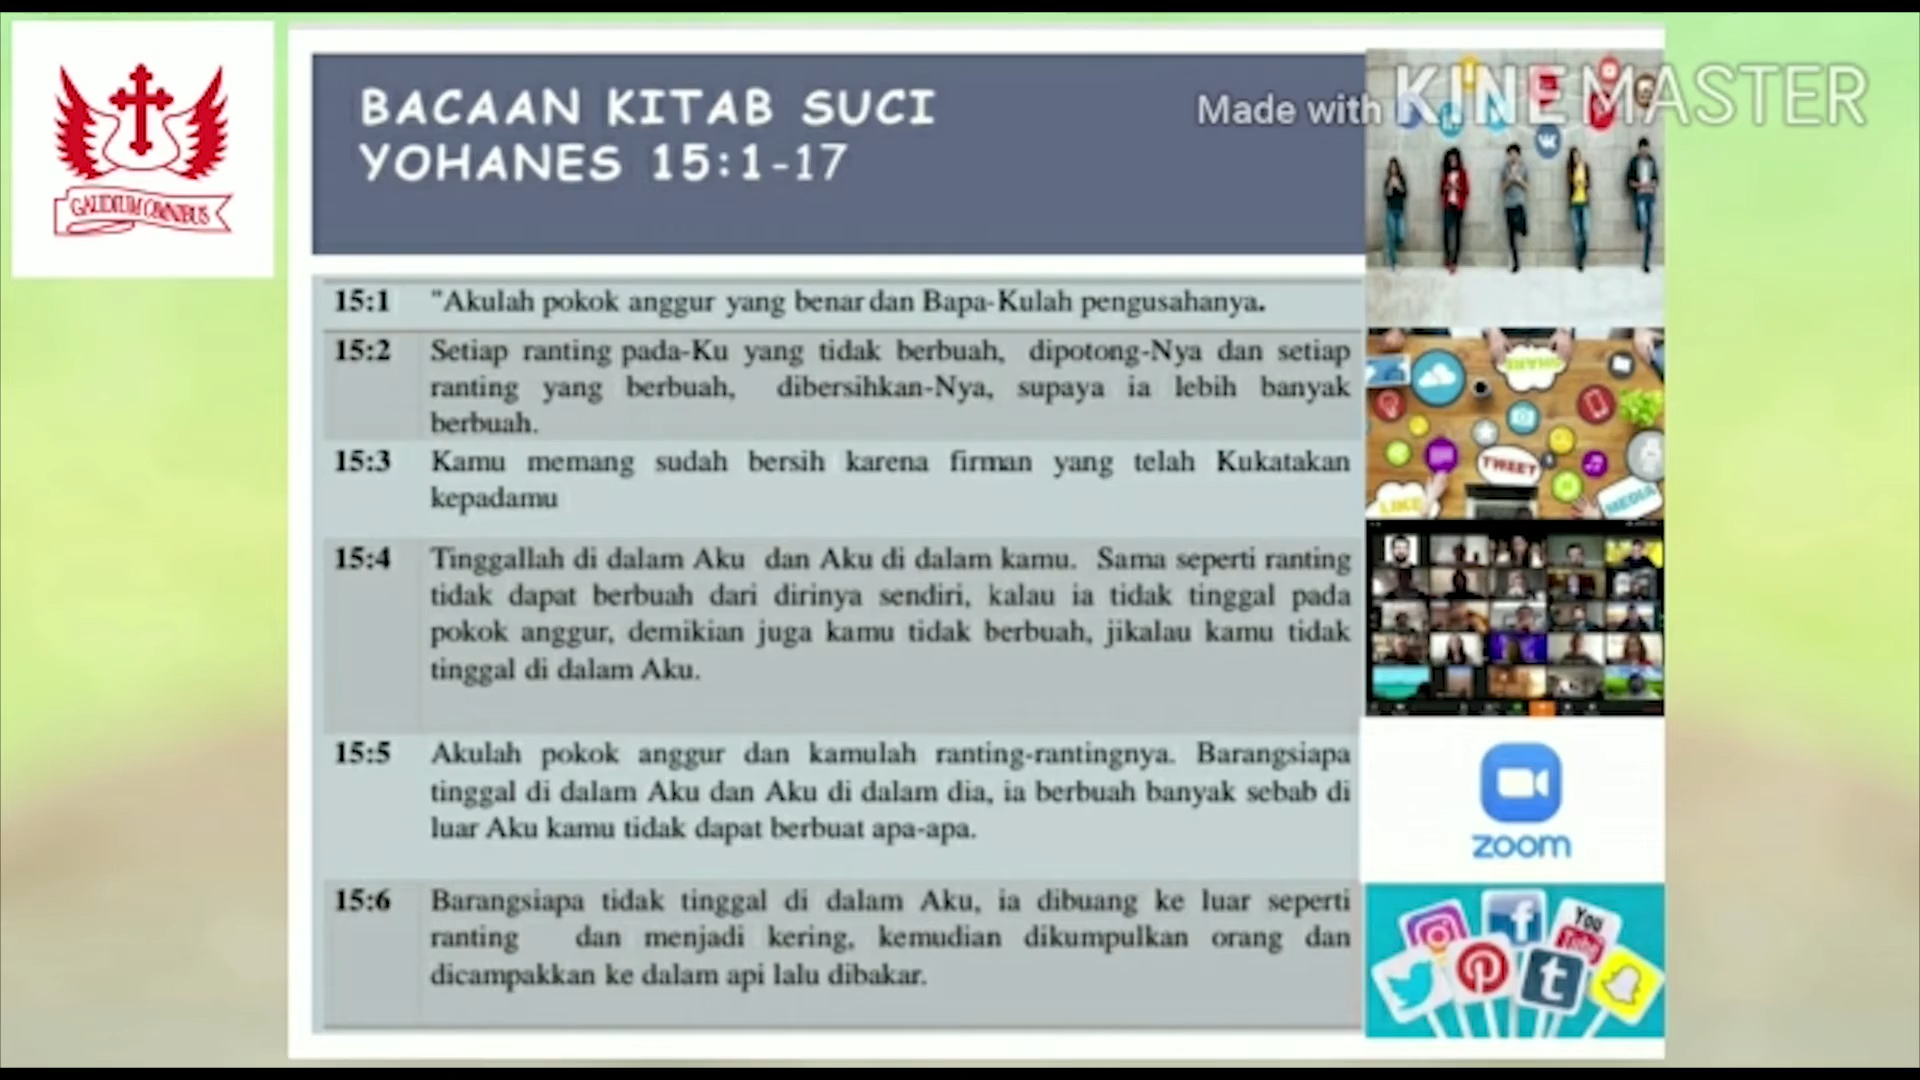 GAUDIUM OMNIBUS
BACAAN KITAB SUCI
YOHANES 15:1-17
Made with KINEMASTER
15:1 "Akulah pokok anggur yang benar dan Bapa-Kulah pengusahanya.
15:2 Setiap ranting pada-Ku yang tidak berbuah, dipotong-Nya dan setiap
ranting yang berbuah, dibersihkan-Nya, supaya ia lebih banyak
berbuah.
15:3 Kamu memang sudah bersih karena firman yang telah Kukatakan
kepadamu
15:4 Tinggallah di dalam Aku dan Aku di dalam kamu. Sama seperti ranting
tidak dapat berbuah dari dirinya sendiri, kalau ia tidak tinggal pada
pokok anggur, demikian juga kamu tidak berbuah, jikalau kamu tidak
tinggal di dalam Aku.
15:5 Akulah pokok anggur dan kamulah ranting-rantingnya. Barangsiapa
tinggal di dalam Aku dan Aku di dalam dia, ia berbuah banyak sebab di
luar Aku kamu tidak dapat berbuat apa-apa.
15:6 Barangsiapa tidak tinggal di dalam Aku, ia dibuang ke luar seperti
ranting dan menjadi kering, kemudian dikumpulkan orang dan
dicampakkan ke dalam api lalu dibakar.
TWEET
LIKE
MEDIA
zoom
You
Tube